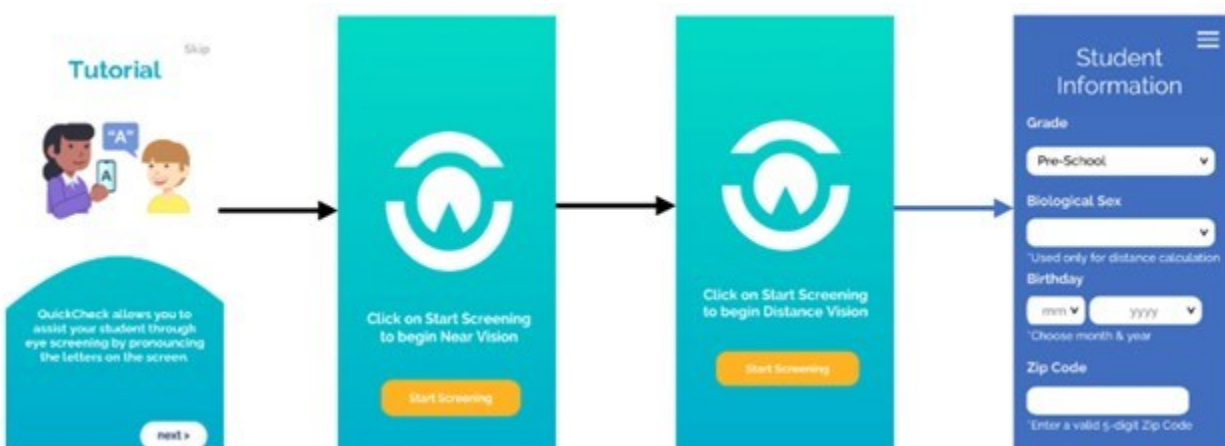 Skip
Tutorial
"A"
A
QuickCheck allows you to
assist your student through
eye screening by pronouncing
the letters on the screen
next >
Click on Start Screening
to begin Near Vision
Start Screening
Click on Start Screening
to begin Distance Vision
Start Screening
Student
Information
Grade
Pre-School
Biological Sex
*Used only for distance calculation
Birthday
mm yyyy
*Choose month & year
Zip Code
*Enter a valid 5-digit Zip Code